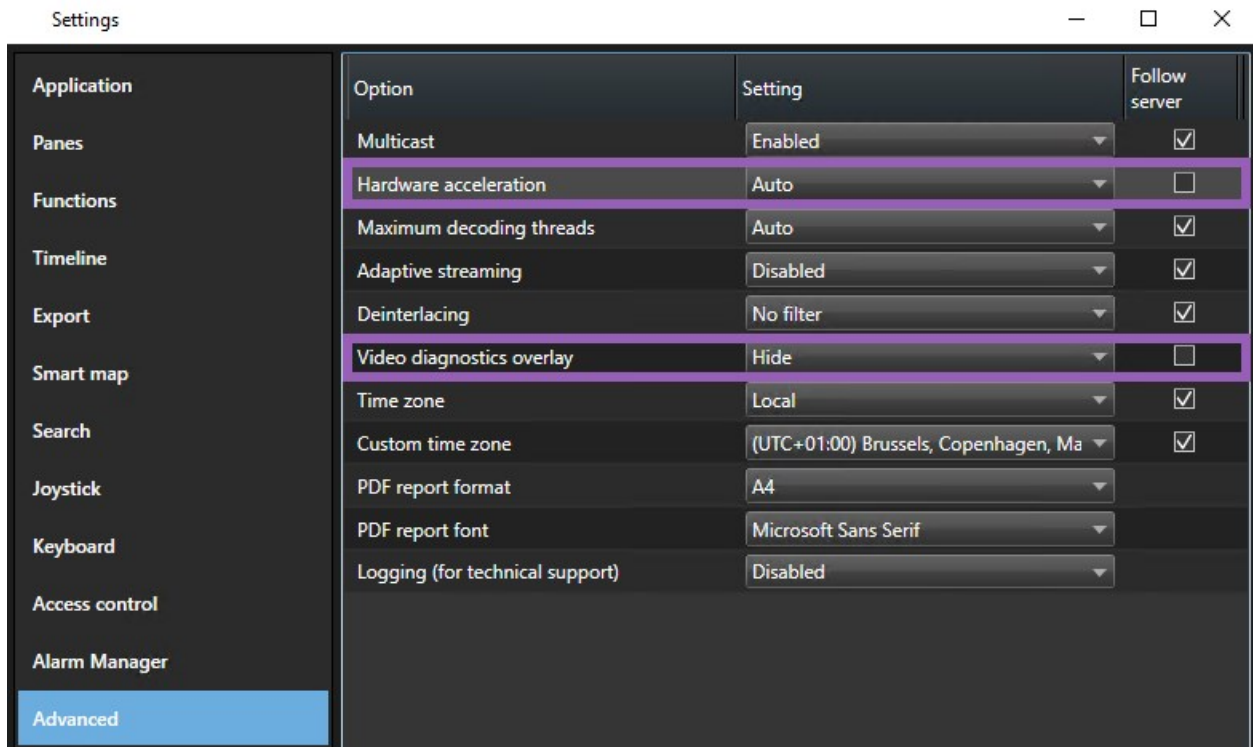 Settings
Application
Panes
Functions
Timeline
Export
Smart map
Search
Joystick
Keyboard
Access control
Alarm Manager
Advanced
Option Setting Follow server
Multicast Enabled
Hardware acceleration Auto
Maximum decoding threads Auto
Adaptive streaming Disabled
Deinterlacing No filter
Video diagnostics overlay Hide
Time zone Local
Custom time zone (UTC+01:00) Brussels, Copenhagen, Ma
PDF report format A4
PDF report font Microsoft Sans Serif
Logging (for technical support) Disabled